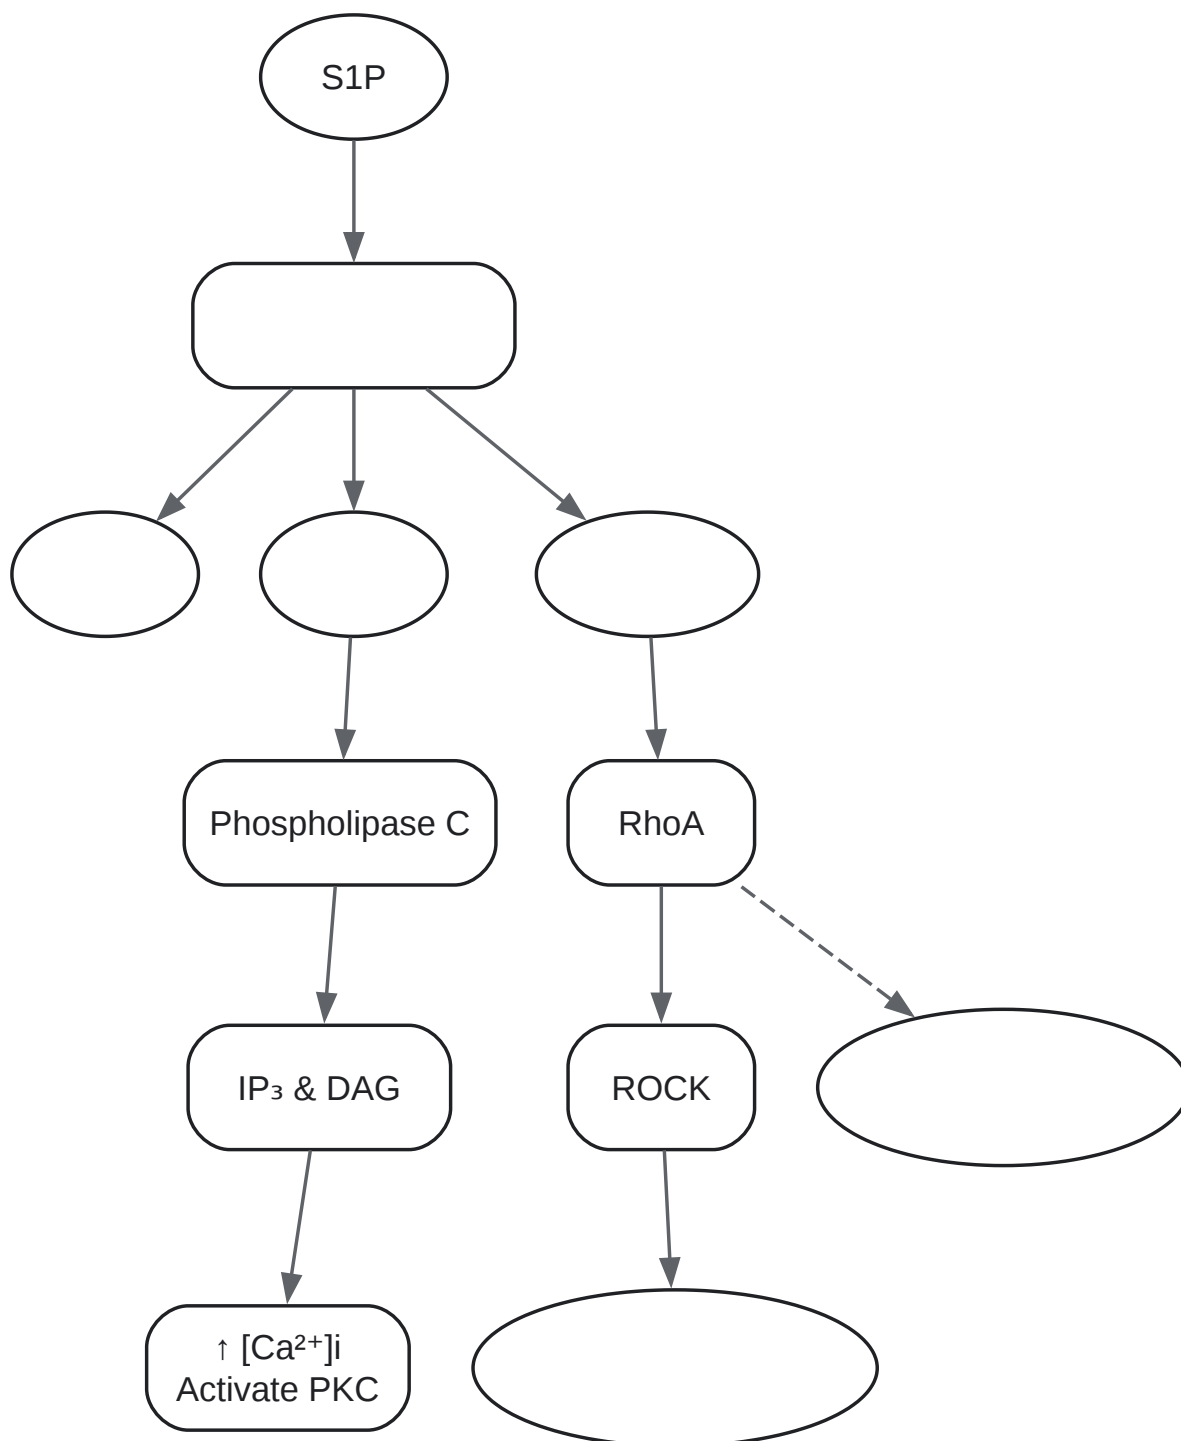 S1P
Phospholipase C
RhoA
IP₃ & DAG
ROCK
↑ [Ca²⁺]i
Activate PKC